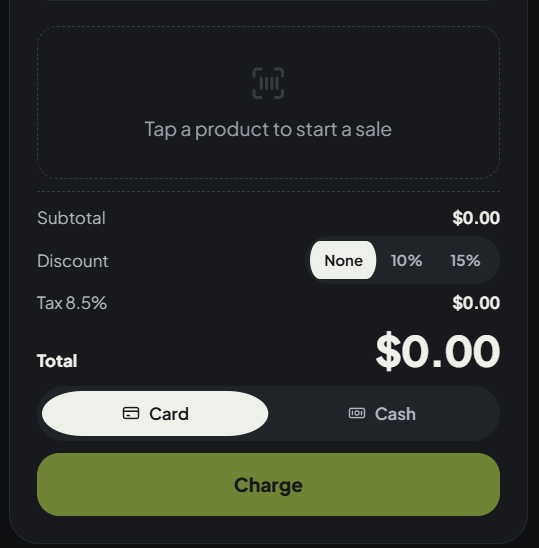 Tap a product to start a sale
Subtotal $0.00
Discount None 10% 15%
Tax 8.5% $0.00
Total $0.00
Card Cash
Charge